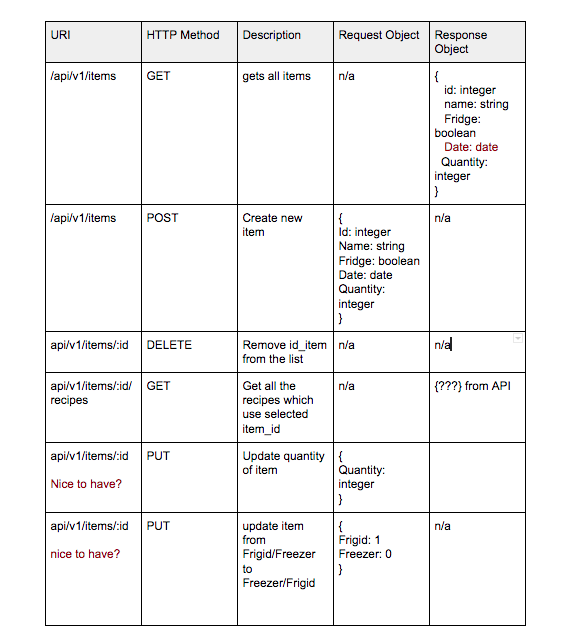 URI HTTP Method Description Request Object Response
Object
/api/v1/items GET gets all items n/a {
id: integer
name: string
Fridge:
boolean
Date: date
Quantity:
integer
}
/api/v1/items POST Create new
item
{
Id: integer
Name: string
Fridge: boolean
Date: date
Quantity:
integer
}
n/a
api/v1/items/:id DELETE Remove id_item
from the list
n/a n/a
api/v1/items/:id/
recipes
GET Get all the
recipes which
use selected
item_id
n/a {???} from API
api/v1/items/:id
Nice to have?
PUT Update quantity
of item
{
Quantity:
integer
}
api/v1/items/:id
nice to have?
PUT update item
from
Frigid/Freezer
to
Freezer/Frigid
{
Frigid: 1
Freezer: 0
}
n/a